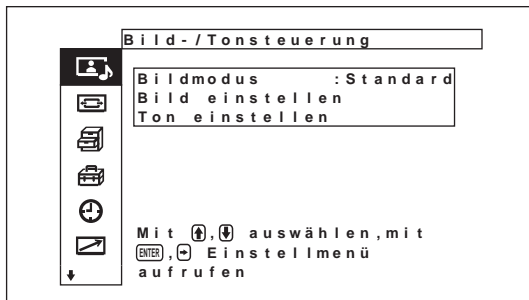 Bild-/Tonsteuerung
Bildmodus :Standard
Bild einstellen
Ton einstellen
Mit ↑,↓ auswählen,mit
ENTER,→ Einstellmenü
aufrufen